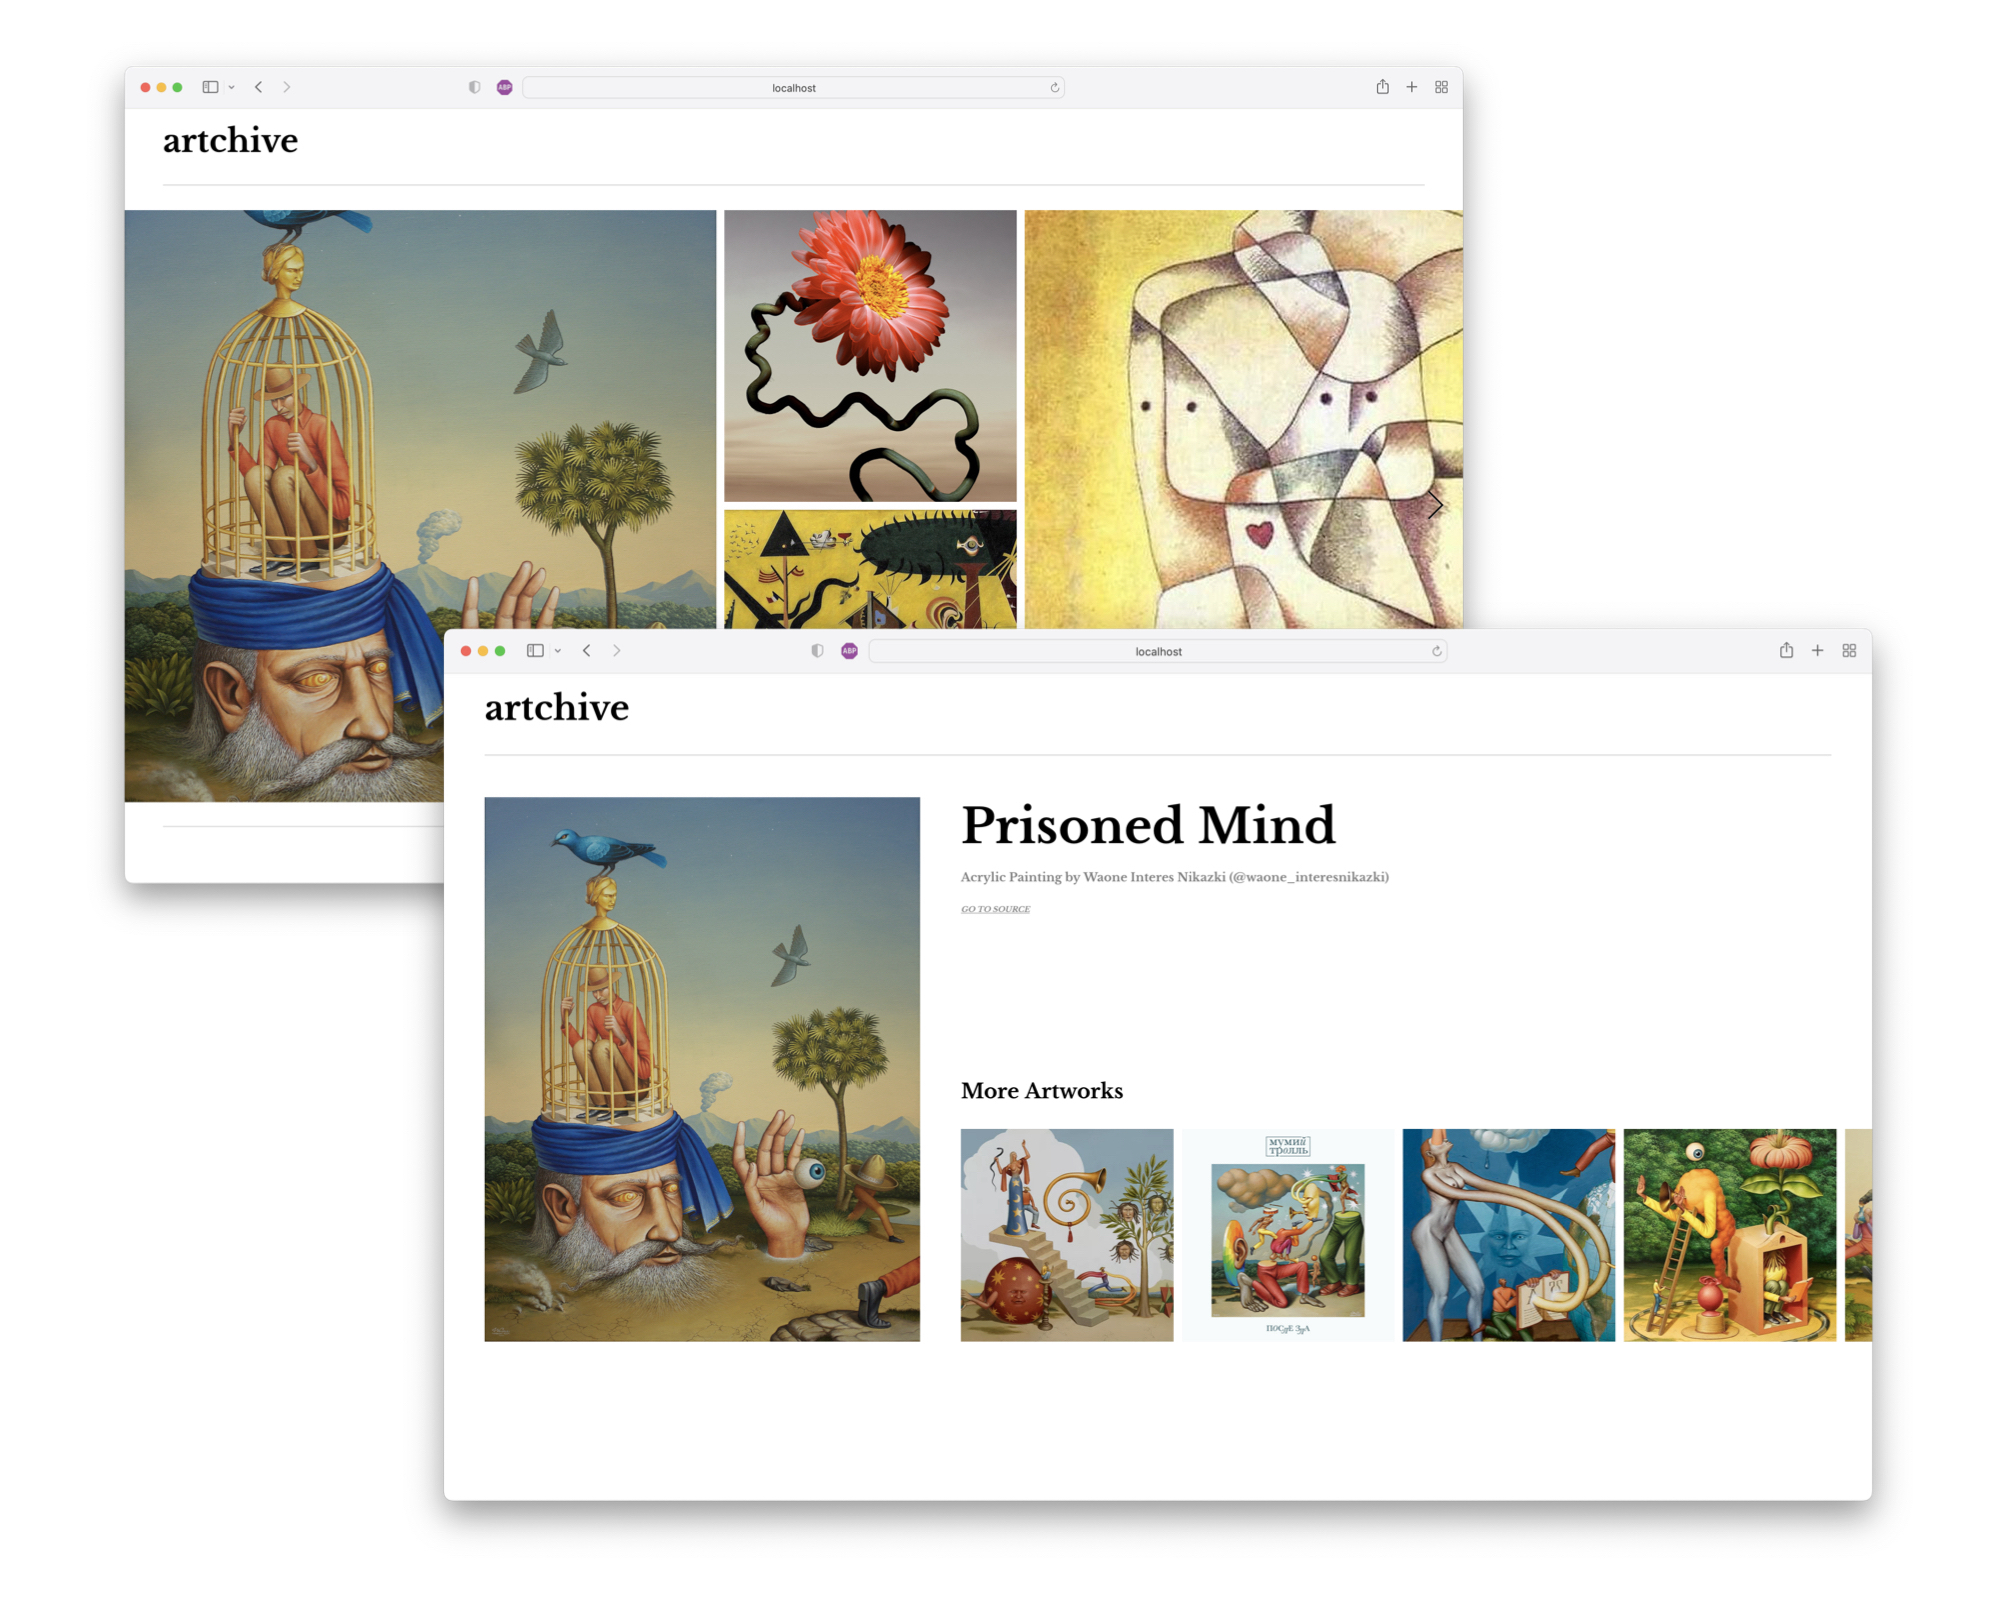 localhost
artchive
localhost
artchive
Prisoned Mind
Acrylic Painting by Waone Interes Nikazki (@waone_interesnikazki)
GO TO SOURCE
More Artworks
МУМИЙ
ТРОЛЛЬ
ПОСЛЕ ЗЛА
ABP
ABP